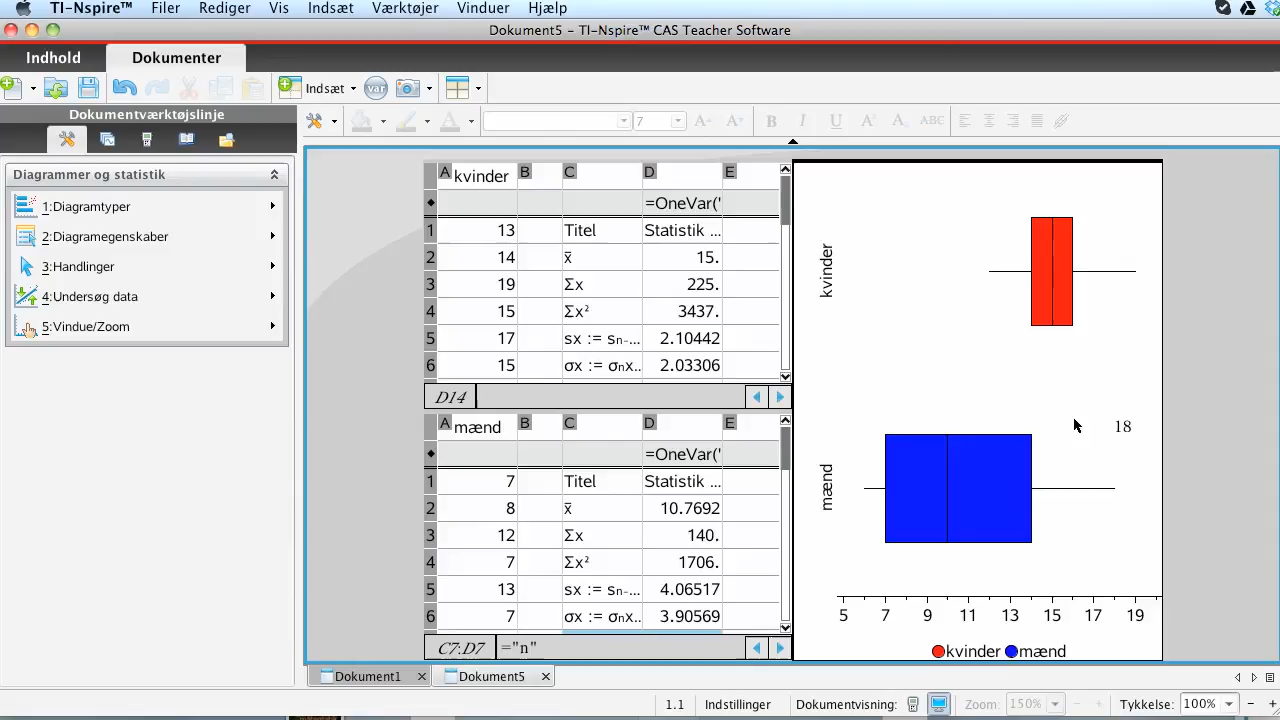 TI-Nspire™ Filer Rediger Vis Indsæt Værktøjer Vinduer Hjælp
Dokument5 - TI-Nspire™ CAS Teacher Software
Indhold Dokumenter
Indsæt var
Dokumentværktøjslinje
7 A A B I U A A ABC
Diagrammer og statistik
1:Diagramtyper
2:Diagramegenskaber
3:Handlinger
4:Undersøg data
5:Vindue/Zoom
A kvinder B C D E
=OneVar('
1 13 Titel Statistik ...
2 14 x̄ 15.
3 19 Σx 225.
4 15 Σx² 3437.
5 17 sx := sn-... 2.10442
6 15 σx := σnx.. 2.03306
D14
A mænd B C D E
=OneVar('
1 7 Titel Statistik ...
2 8 x̄ 10.7692
3 12 Σx 140.
4 7 Σx² 1706.
5 13 sx := sn-... 4.06517
6 7 σx := σnx.. 3.90569
C7:D7 ="n"
kvinder
18
mænd
5 7 9 11 13 15 17 19
kvinder mænd
Dokument1 Dokument5
1.1 Indstillinger Dokumentvisning: Zoom: 150% Tykkelse: 100%